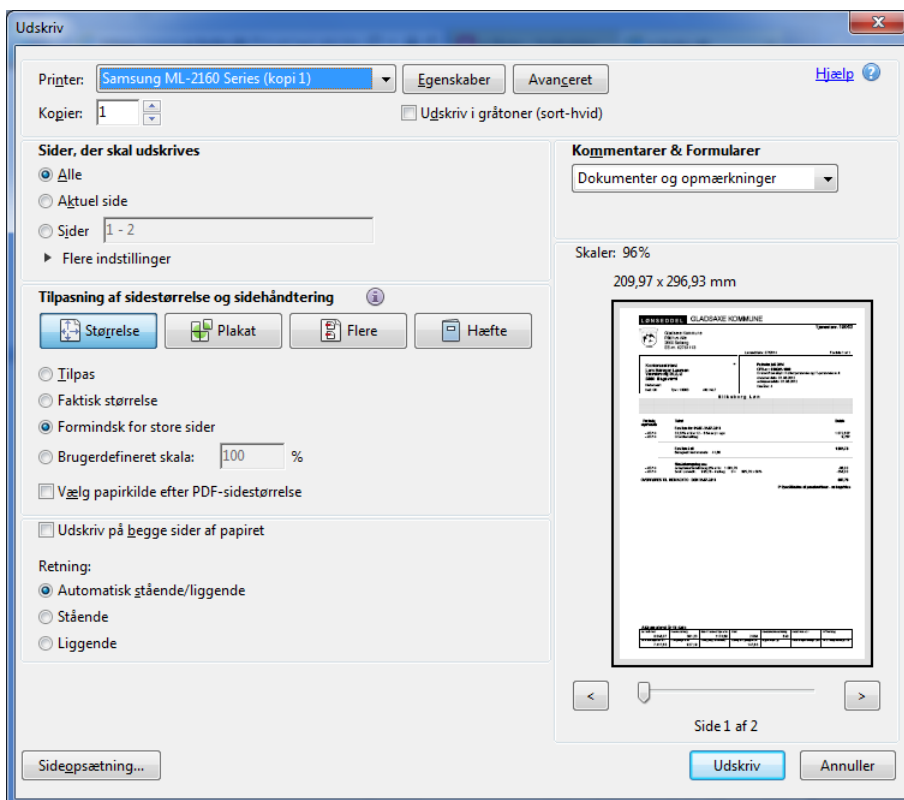 Udskriv
Printer: Samsung ML-2160 Series (kopi 1) Egenskaber Avanceret Hjælp
Kopier: 1 Udskriv i gråtoner (sort-hvid)
Sider, der skal udskrives
Alle
Aktuel side
Sider 1 - 2
Flere indstillinger
Kommentarer & Formularer
Dokumenter og opmærkninger
Tilpasning af sidestørrelse og sidehåndtering
Størrelse Plakat Flere Hæfte
Tilpas
Faktisk størrelse
Formindsk for store sider
Brugerdefineret skala: 100 %
Vælg papirkilde efter PDF-sidestørrelse
Udskriv på begge sider af papiret
Retning:
Automatisk stående/liggende
Stående
Liggende
Skaler: 96%
209,97 x 296,93 mm
LØNSEDDEL GLADSAXE KOMMUNE
Gladsaxe Kommune
Silkeborg Løn
< >
Side 1 af 2
Sideopsætning... Udskriv Annuller